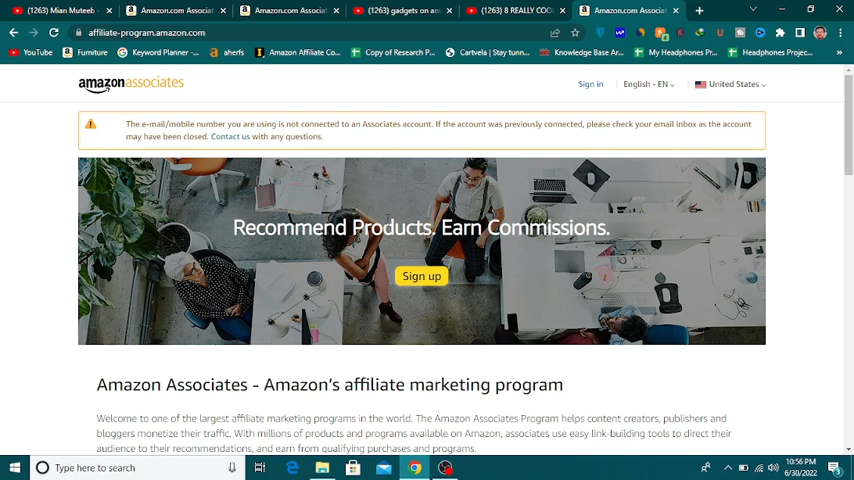 (1263) Mian Muteeb
Amazon.com Associat
Amazon.com Associat
(1263) gadgets on am
(1263) 8 REALLY COO
Amazon.com Associat
affiliate-program.amazon.com
YouTube
Furniture
Keyword Planner -...
aherfs
Amazon Affiliate Co...
Copy of Research P...
Cartvela | Stay tunn...
Knowledge Base Ar...
My Headphones Pr...
Headphones Projec...
amazonassociates
Sign in
English - EN
United States
The e-mail/mobile number you are using is not connected to an Associates account. If the account was previously connected, please check your email inbox as the account
may have been closed. Contact us with any questions.
Recommend Products. Earn Commissions.
Sign up
Amazon Associates - Amazon's affiliate marketing program
Welcome to one of the largest affiliate marketing programs in the world. The Amazon Associates Program helps content creators, publishers and
bloggers monetize their traffic. With millions of products and programs available on Amazon, associates use easy link-building tools to direct their
audience to their recommendations, and earn from qualifying purchases and programs.
Type here to search
10:56 PM
6/30/2022
3